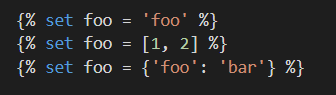 {% set foo = 'foo' %}
{% set foo = [1, 2] %}
{% set foo = {'foo': 'bar'} %}